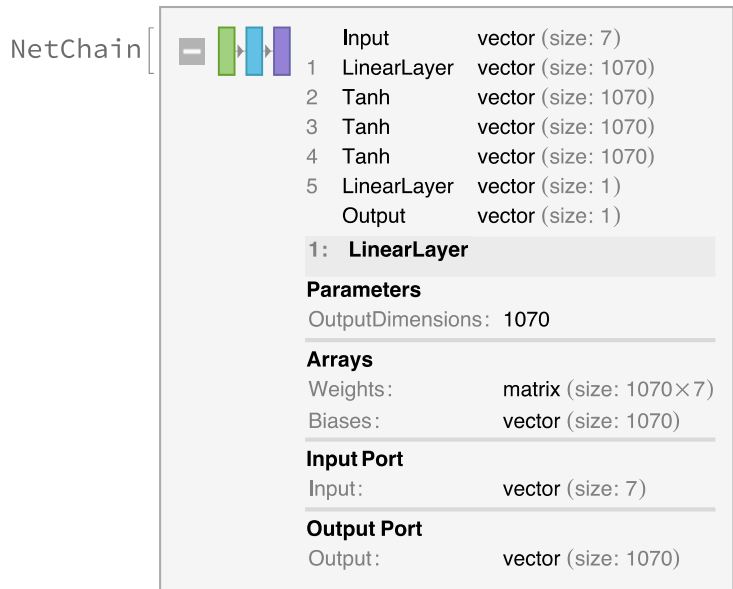 NetChain[
Input vector (size: 7)
1 LinearLayer vector (size: 1070)
2 Tanh vector (size: 1070)
3 Tanh vector (size: 1070)
4 Tanh vector (size: 1070)
5 LinearLayer vector (size: 1)
Output vector (size: 1)
1: LinearLayer
Parameters
OutputDimensions: 1070
Arrays
Weights: matrix (size: 1070×7)
Biases: vector (size: 1070)
Input Port
Input: vector (size: 7)
Output Port
Output: vector (size: 1070)